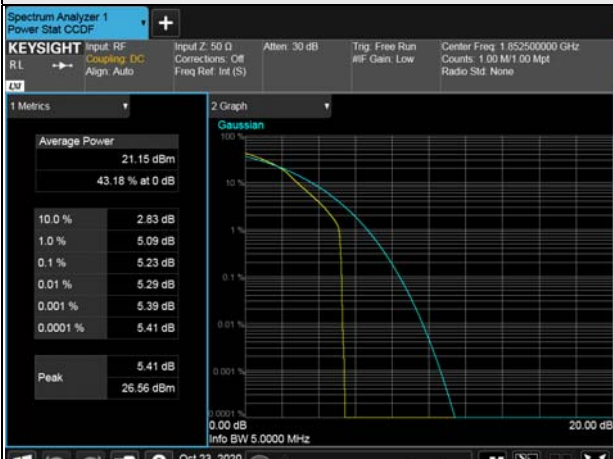 Spectrum Analyzer 1
Power Stat CCDF
+
KEYSIGHT Input: RF Input Z: 50 Ω Atten: 30 dB Trig: Free Run Center Freq: 1.852500000 GHz
RL Coupling: DC Corrections: Off #IF Gain: Low Counts: 1.00 M/1.00 Mpt
Align: Auto Freq Ref: Int (S) Radio Std: None
LXI
1 Metrics
2 Graph
Gaussian
Average Power
21.15 dBm
43.18 % at 0 dB
10.0 % 2.83 dB
1.0 % 5.09 dB
0.1 % 5.23 dB
0.01 % 5.29 dB
0.001 % 5.39 dB
0.0001 % 5.41 dB
Peak 5.41 dB
26.56 dBm
100 %
10 %
1 %
0.1 %
0.01 %
0.001 %
0.0001 %
0.00 dB 20.00 dB
Info BW 5.0000 MHz
Oct 23, 2020